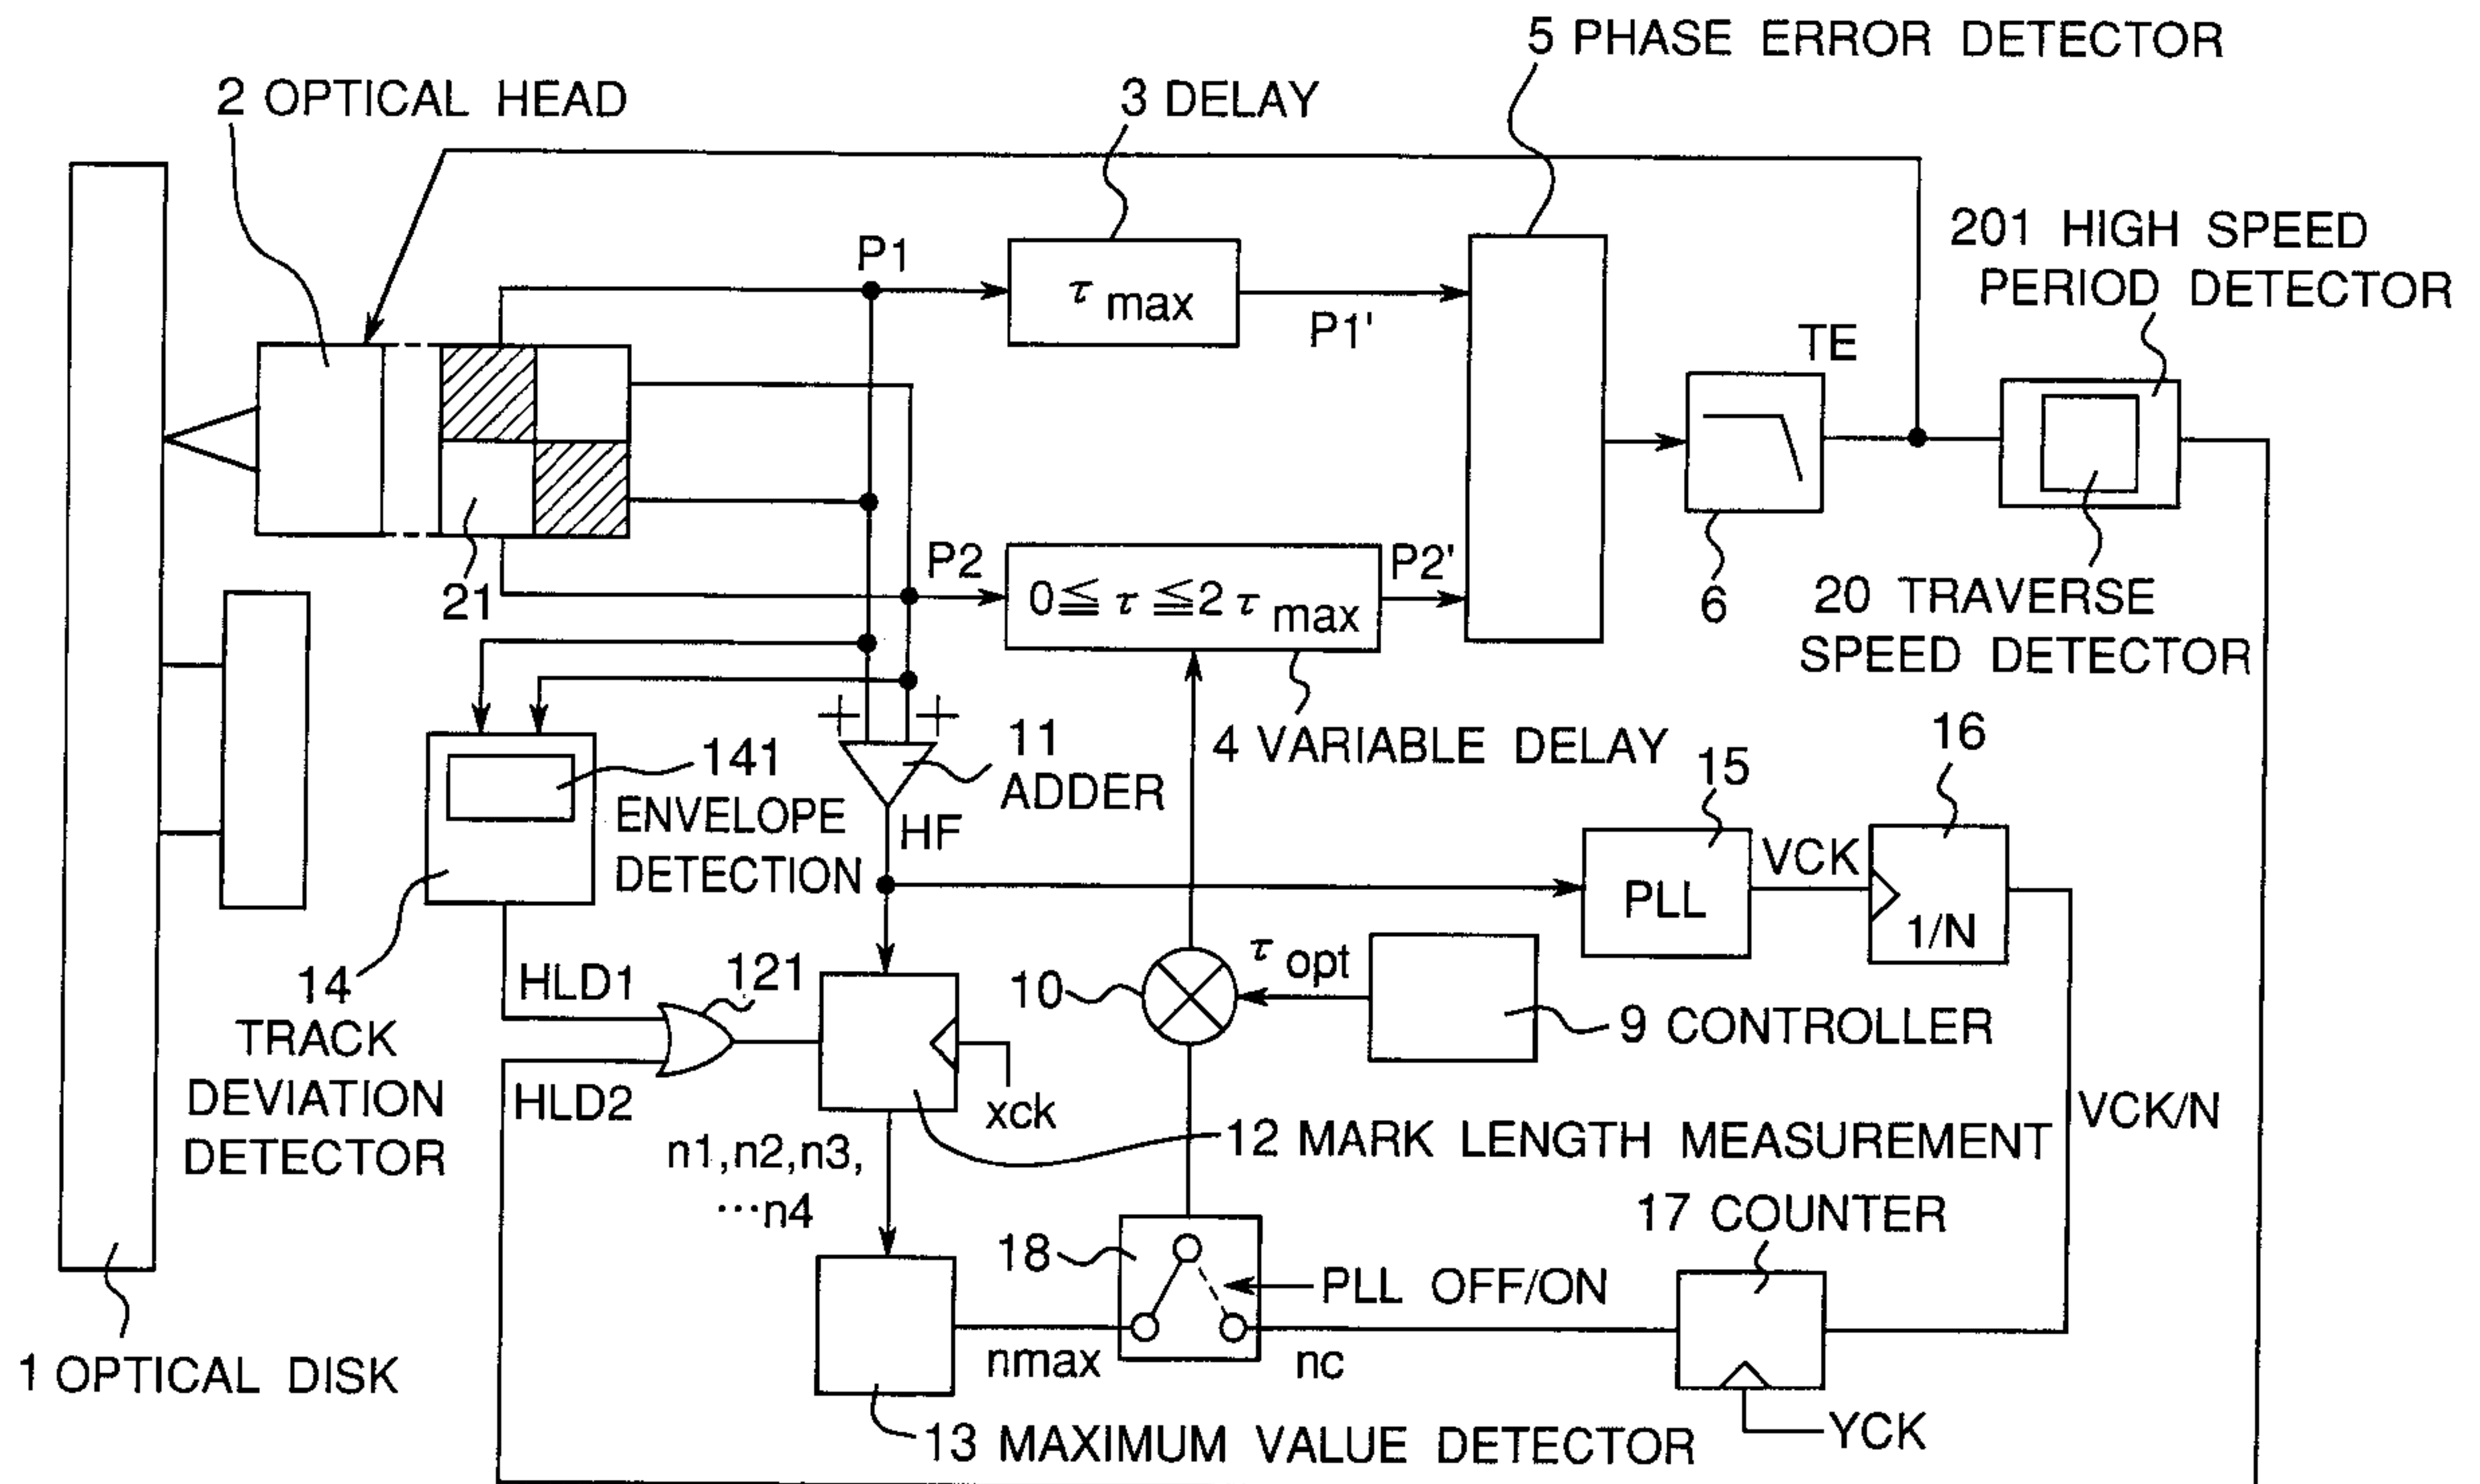 5 PHASE ERROR DETECTOR
2 OPTICAL HEAD
3 DELAY
201 HIGH SPEED
PERIOD DETECTOR
P1
τ max
P1'
TE
21
P2
0≦ τ ≦2 τ max
P2'
6
20 TRAVERSE
SPEED DETECTOR
+ +
141
ENVELOPE
DETECTION
11
ADDER
4 VARIABLE DELAY
15
16
HF
PLL
VCK
1/N
14
TRACK
DEVIATION
DETECTOR
HLD1
121
10
τ opt
9 CONTROLLER
HLD2
xck
VCK/N
n1,n2,n3,
…n4
12 MARK LENGTH MEASUREMENT
17 COUNTER
18
PLL OFF/ON
nmax
nc
1 OPTICAL DISK
13 MAXIMUM VALUE DETECTOR
YCK